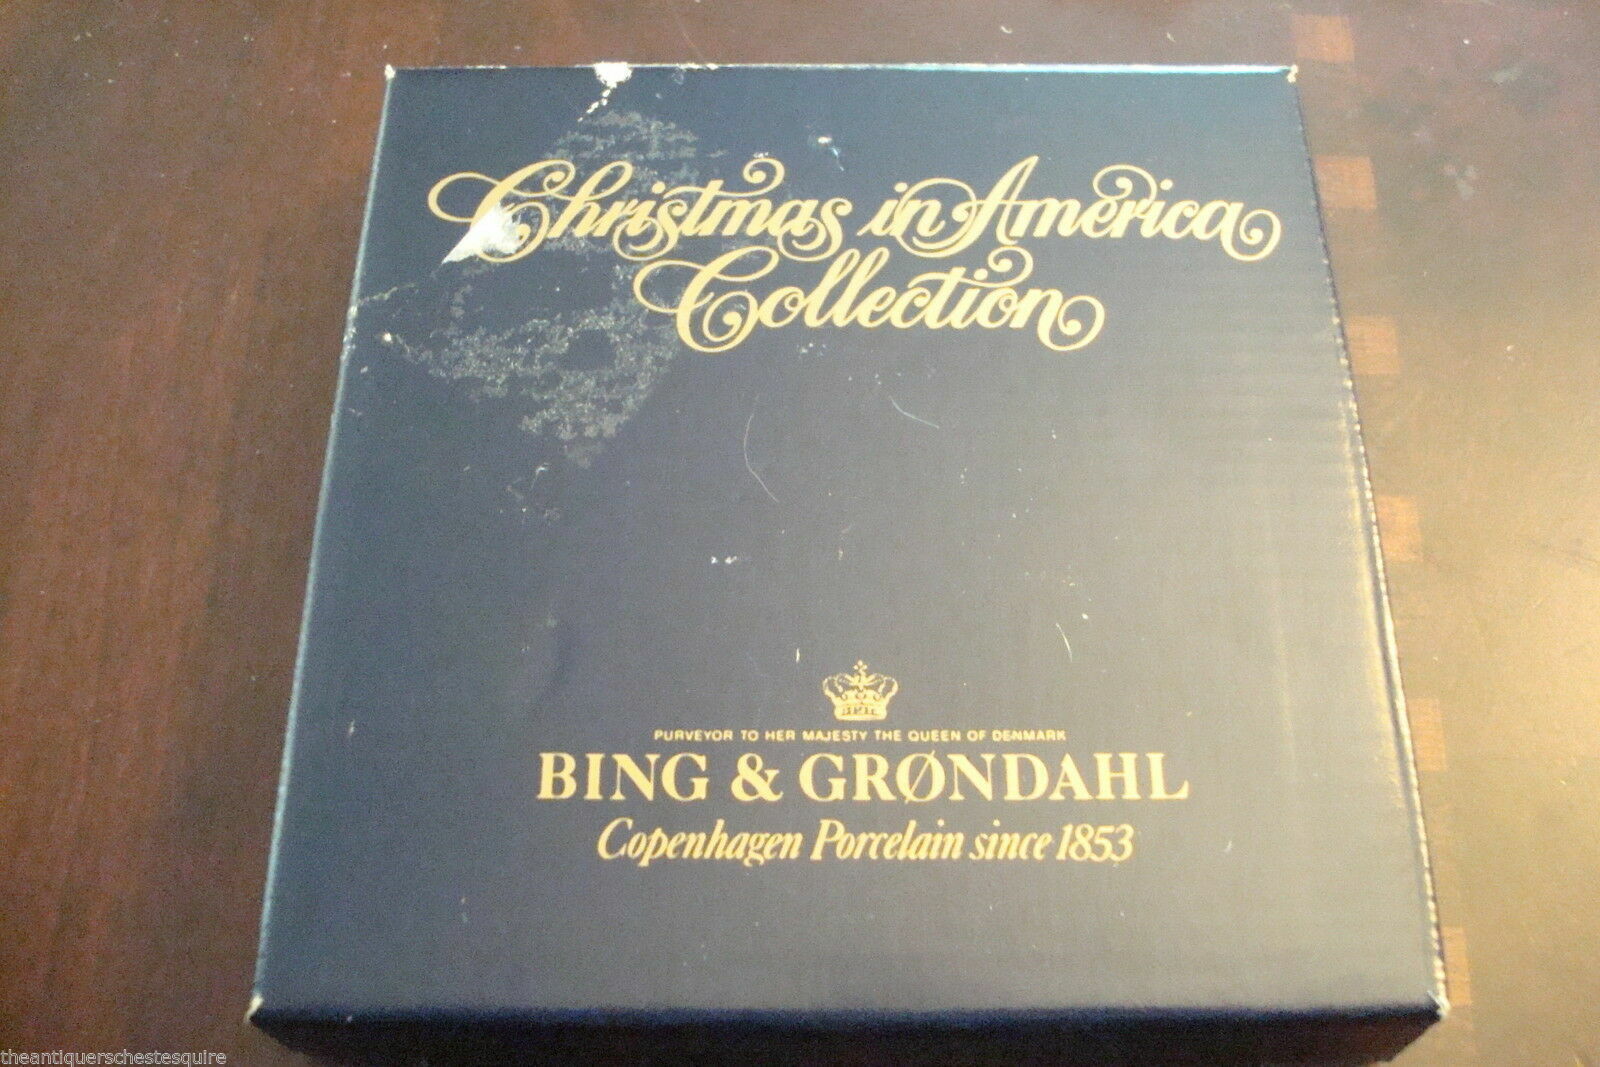 Christmas in America
Collection
PURVEYOR TO HER MAJESTY THE QUEEN OF DENMARK
BING & GRØNDAHL
Copenhagen Porcelain since 1853
theantiquerschestesquire